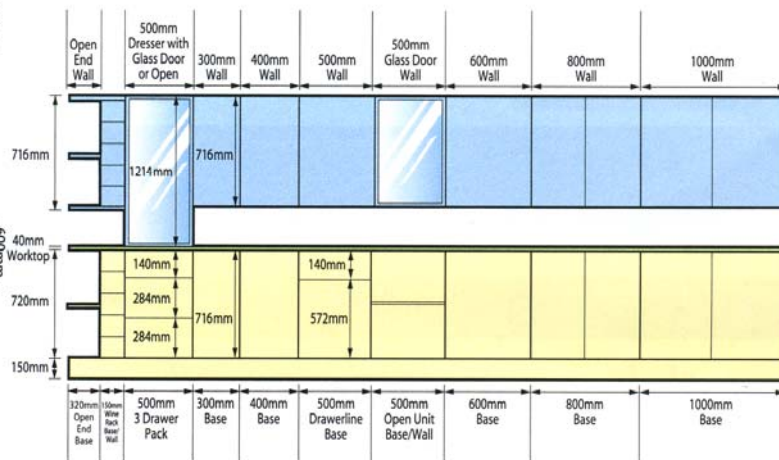 Open
End
Wall
500mm
Dresser with
Glass Door
or Open
300mm
Wall
400mm
Wall
500mm
Wall
500mm
Glass Door
Wall
600mm
Wall
800mm
Wall
1000mm
Wall
716mm
1214mm
716mm
40mm
Worktop
600mm
140mm
140mm
284mm
720mm
716mm
572mm
284mm
150mm
320mm
Open
End
Base
150mm
Wine
Rack
Base/
Wall
500mm
3 Drawer
Pack
300mm
Base
400mm
Base
500mm
Drawerline
Base
500mm
Open Unit
Base/Wall
600mm
Base
800mm
Base
1000mm
Base